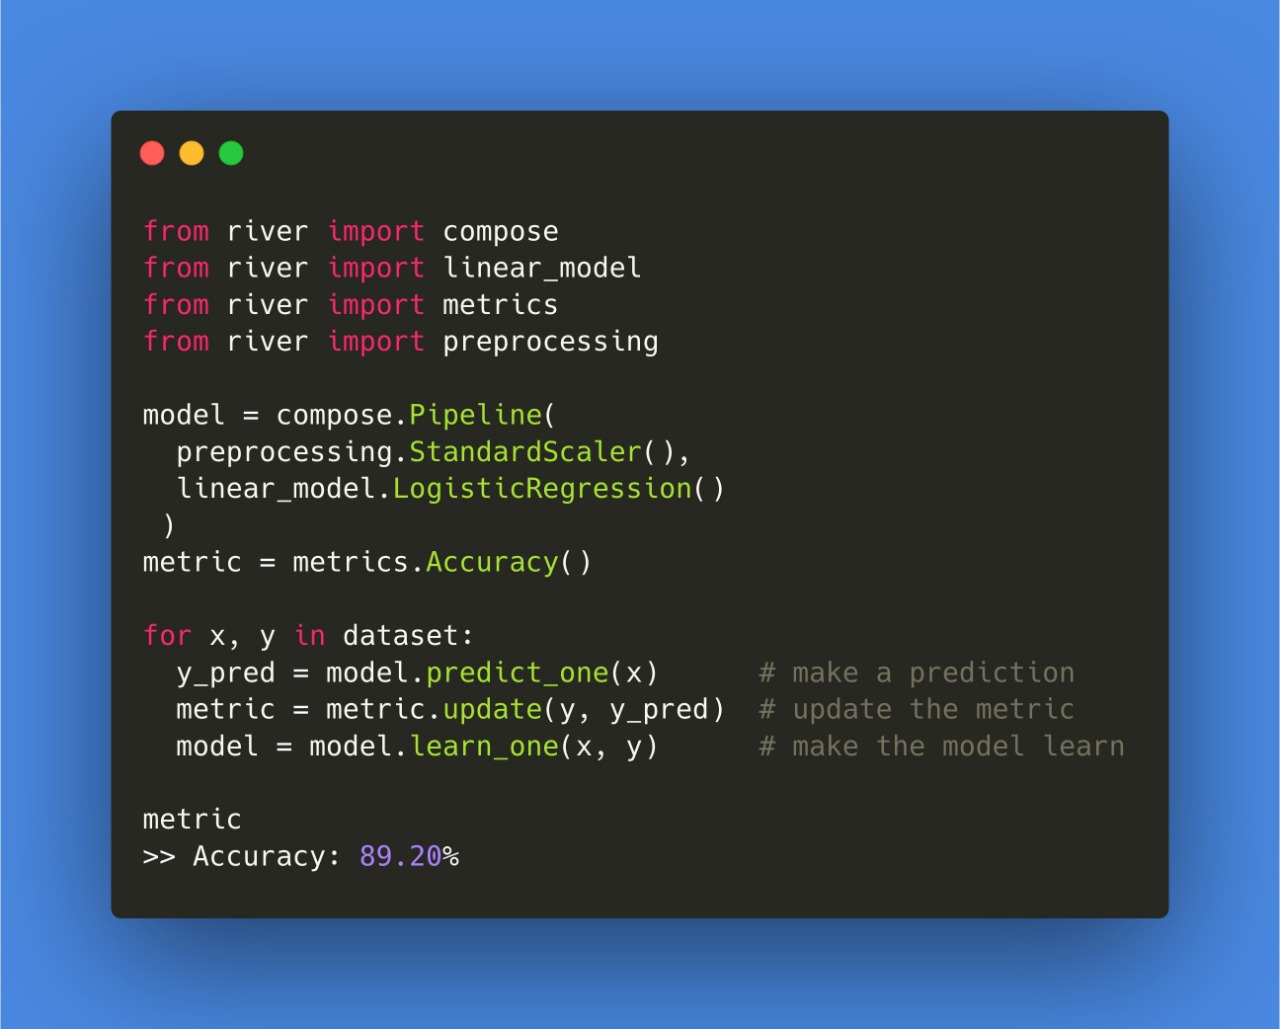 from river import compose
from river import linear_model
from river import metrics
from river import preprocessing

model = compose.Pipeline(
  preprocessing.StandardScaler(),
  linear_model.LogisticRegression()
 )
metric = metrics.Accuracy()

for x, y in dataset:
  y_pred = model.predict_one(x)      # make a prediction
  metric = metric.update(y, y_pred)  # update the metric
  model = model.learn_one(x, y)      # make the model learn

metric
>> Accuracy: 89.20%